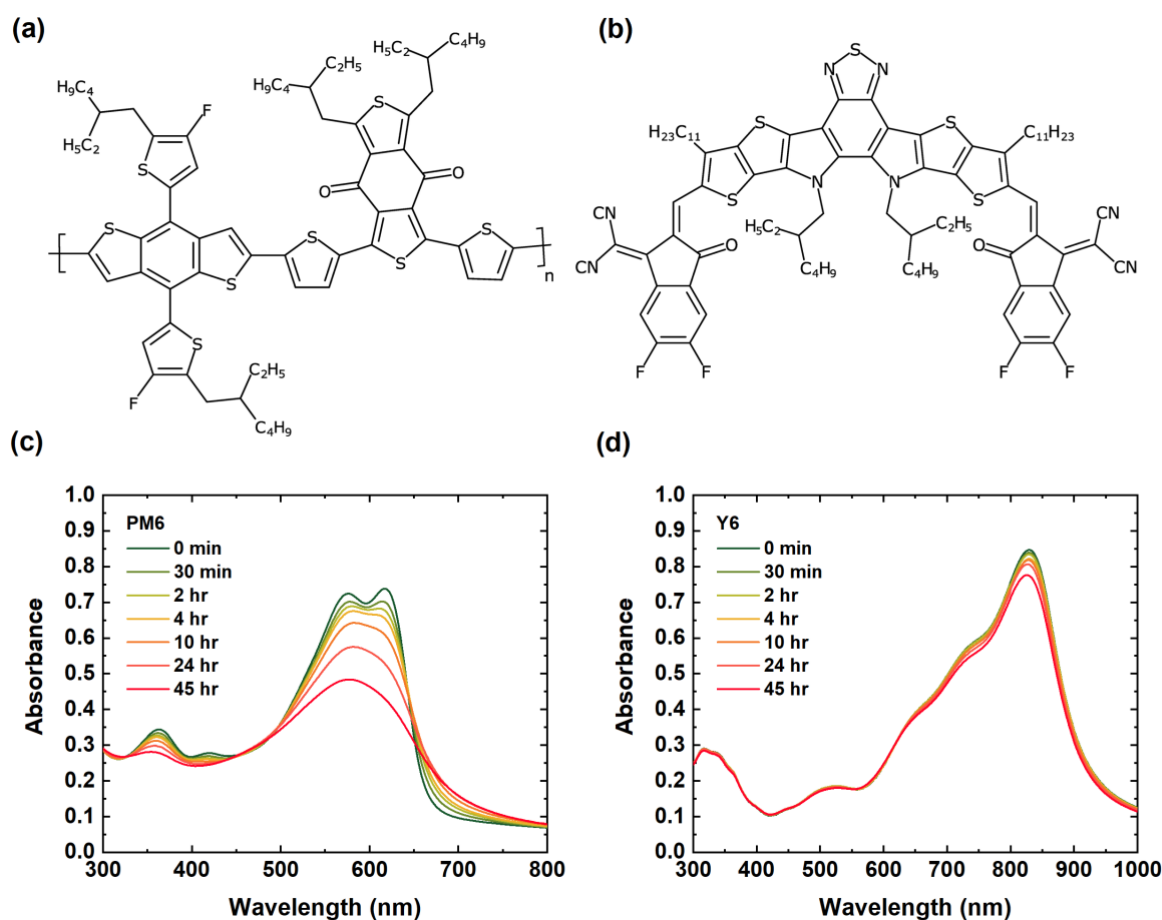 (a)
(b)
H5C2
C4H9
C2H5
H9C4
H9C4
F
H5C2
S
S
O
O
S
S
S
S
S
n
S
F
C2H5
C4H9
S
N
N
H23C11
S
S
C11H23
S
N
N
S
CN
CN
O
H5C2
C4H9
C2H5
C4H9
O
CN
CN
F
F
F
F
(c)
(d)
PM6
0 min
30 min
2 hr
4 hr
10 hr
24 hr
45 hr
Absorbance
1.0
0.9
0.8
0.7
0.6
0.5
0.4
0.3
0.2
0.1
0.0
300 400 500 600 700 800
Wavelength (nm)
Y6
0 min
30 min
2 hr
4 hr
10 hr
24 hr
45 hr
Absorbance
1.0
0.9
0.8
0.7
0.6
0.5
0.4
0.3
0.2
0.1
0.0
300 400 500 600 700 800 900 1000
Wavelength (nm)